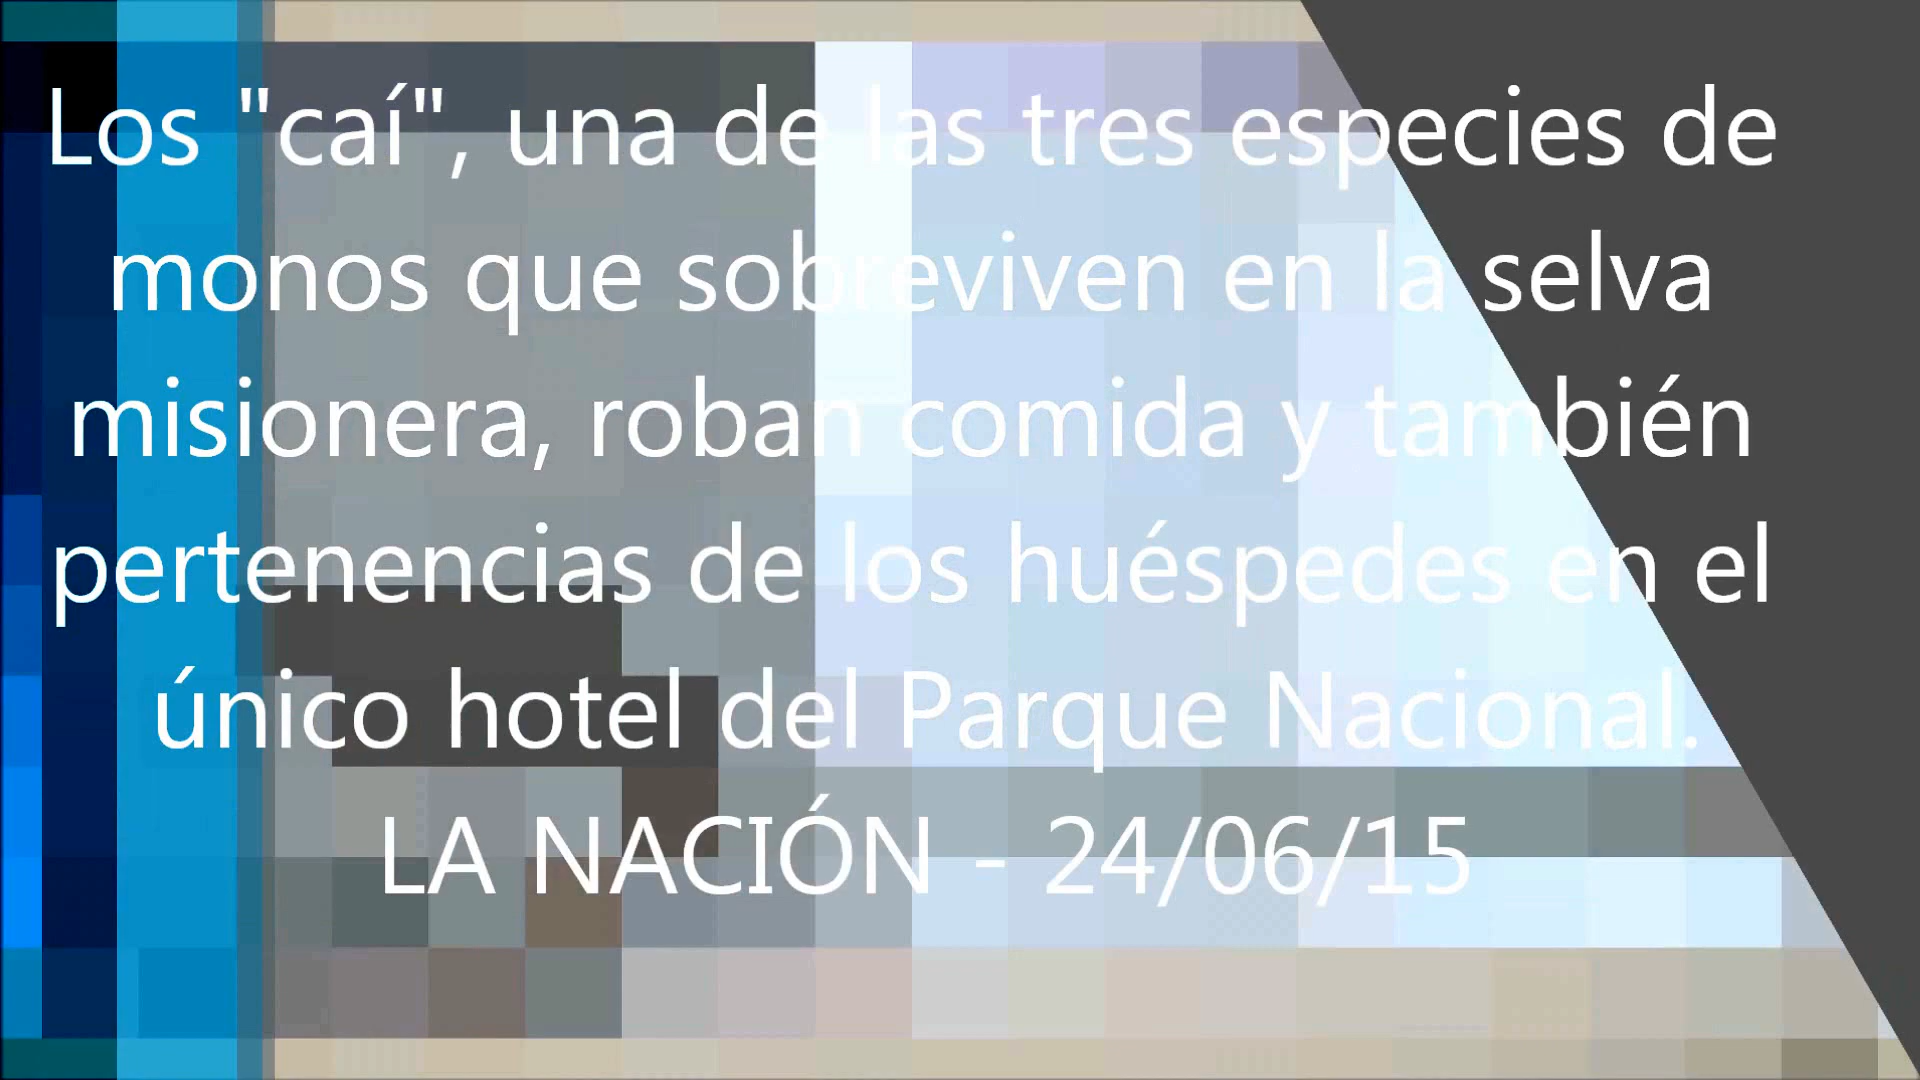 Los "caí", una de las tres especies de
monos que sobreviven en la selva
misionera, roban comida y también
pertenencias de los huéspedes en el
único hotel del Parque Nacional.
LA NACIÓN - 24/06/15